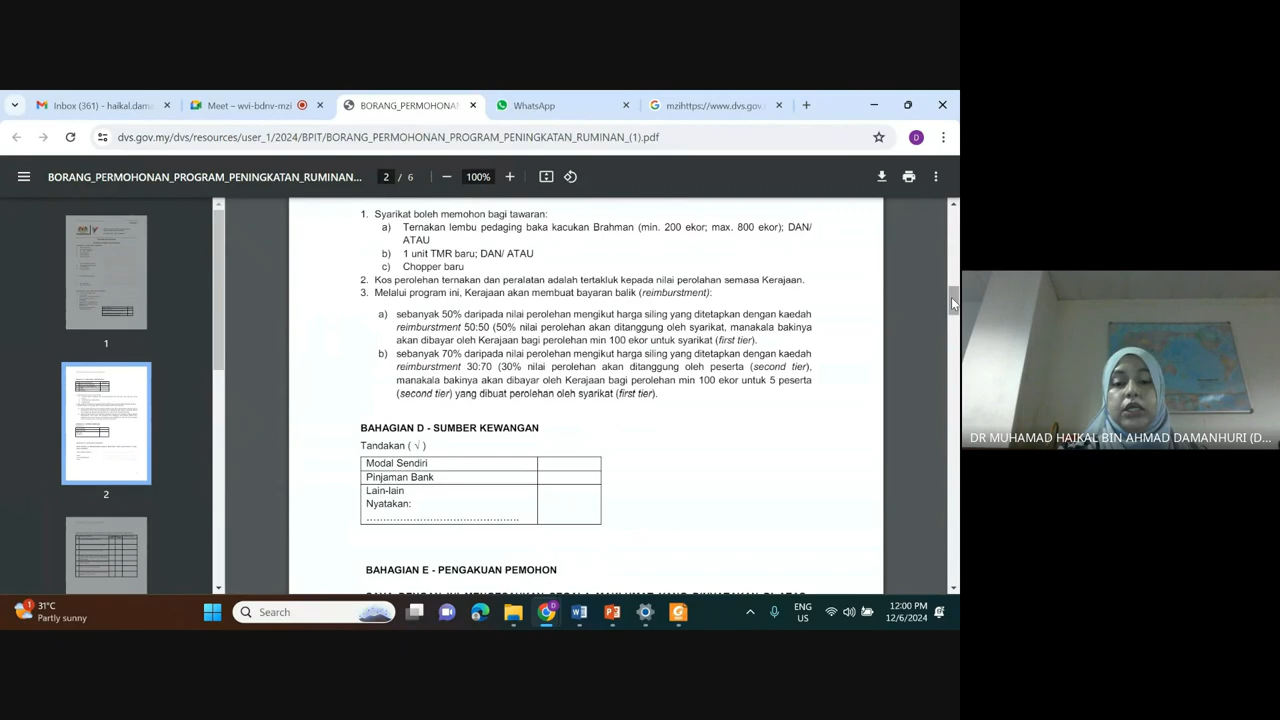 Inbox (361) - haikal.dama
Meet – wvi-bdnv-mzi
BORANG_PERMOHONAN
WhatsApp
mzihttps://www.dvs.gov.
dvs.gov.my/dvs/resources/user_1/2024/BPIT/BORANG_PERMOHONAN_PROGRAM_PENINGKATAN_RUMINAN_(1).pdf
D
BORANG_PERMOHONAN_PROGRAM_PENINGKATAN_RUMINAN...
2 / 6
100%
1
2
1. Syarikat boleh memohon bagi tawaran:
a) Ternakan lembu pedaging baka kacukan Brahman (min. 200 ekor; max. 800 ekor); DAN/
ATAU
b) 1 unit TMR baru; DAN/ ATAU
c) Chopper baru
2. Kos perolehan ternakan dan peralatan adalah tertakluk kepada nilai perolahan semasa Kerajaan.
3. Melalui program ini, Kerajaan akan membuat bayaran balik (reimburstment):
a) sebanyak 50% daripada nilai perolehan mengikut harga siling yang ditetapkan dengan kaedah
reimburstment 50:50 (50% nilai perolehan akan ditanggung oleh syarikat, manakala bakinya
akan dibayar oleh Kerajaan bagi perolehan min 100 ekor untuk syarikat (first tier).
b) sebanyak 70% daripada nilai perolehan mengikut harga siling yang ditetapkan dengan kaedah
reimburstment 30:70 (30% nilai perolehan akan ditanggung oleh peserta (second tier),
manakala bakinya akan dibayar oleh Kerajaan bagi perolehan min 100 ekor untuk 5 peserta
(second tier) yang dibuat perolehan oleh syarikat (first tier).
BAHAGIAN D - SUMBER KEWANGAN
Tandakan ( √ )
Modal Sendiri
Pinjaman Bank
Lain-lain
Nyatakan:
............................................
BAHAGIAN E - PENGAKUAN PEMOHON
DR MUHAMAD HAIKAL BIN AHMAD DAMANHURI (D...
1
31°C
Partly sunny
Search
ENG
US
12:00 PM
12/6/2024